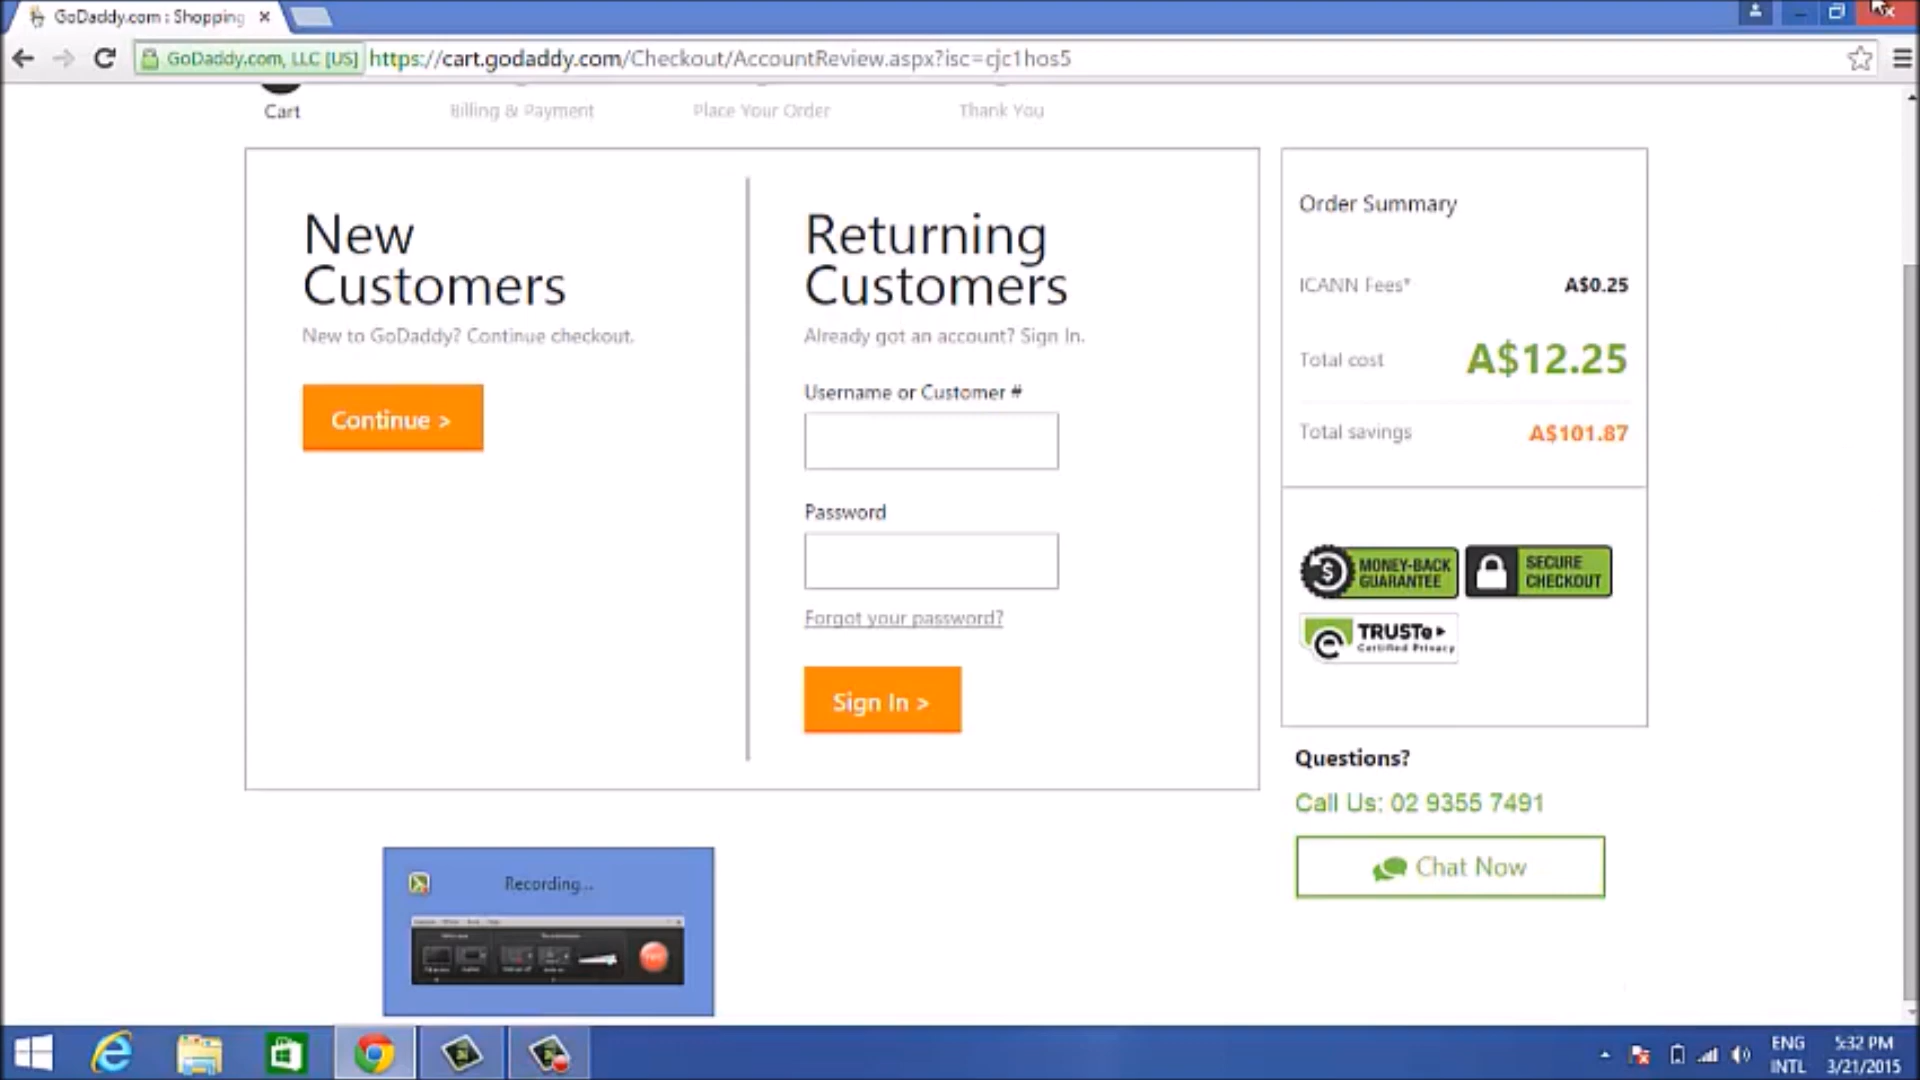 GoDaddy.com : Shopping
GoDaddy.com, LLC [US] https://cart.godaddy.com/Checkout/AccountReview.aspx?isc=cjc1hos5
Cart
Billing & Payment
Place Your Order
Thank You
New
Customers
New to GoDaddy? Continue checkout.
Continue >
Returning
Customers
Already got an account? Sign In.
Username or Customer #
Password
Forgot your password?
Sign In >
Order Summary
ICANN Fees* A$0.25
Total cost A$12.25
Total savings A$101.87
MONEY-BACK
GUARANTEE
SECURE
CHECKOUT
TRUSTe
Certified Privacy
Questions?
Call Us: 02 9355 7491
Chat Now
Recording...
ENG
INTL
5:32 PM
3/21/2015